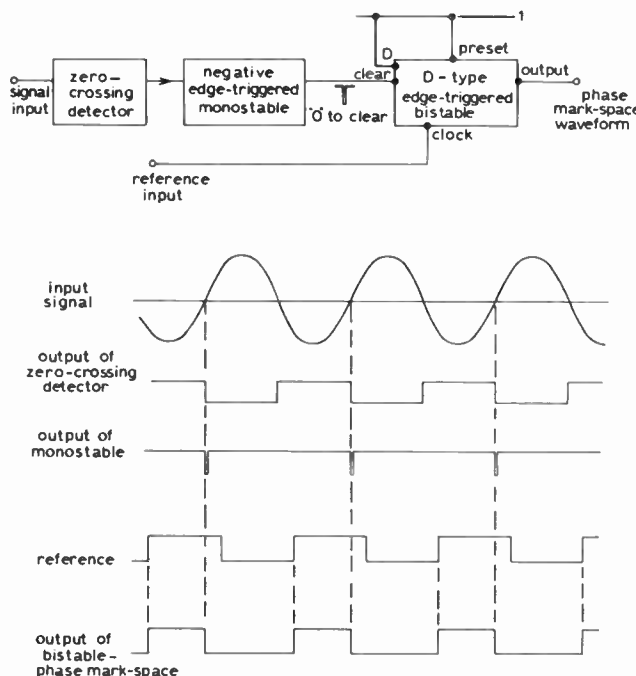 1
D
preset
signal
input
zero-
crossing
detector
negative
edge-triggered
monostable
clear
"0" to clear
D-type
edge-triggered
bistable
output
phase
mark-space
waveform
clock
reference
input
input
signal
output of
zero-crossing
detector
output of
monostable
reference
output of
bistable-
phase mark-space